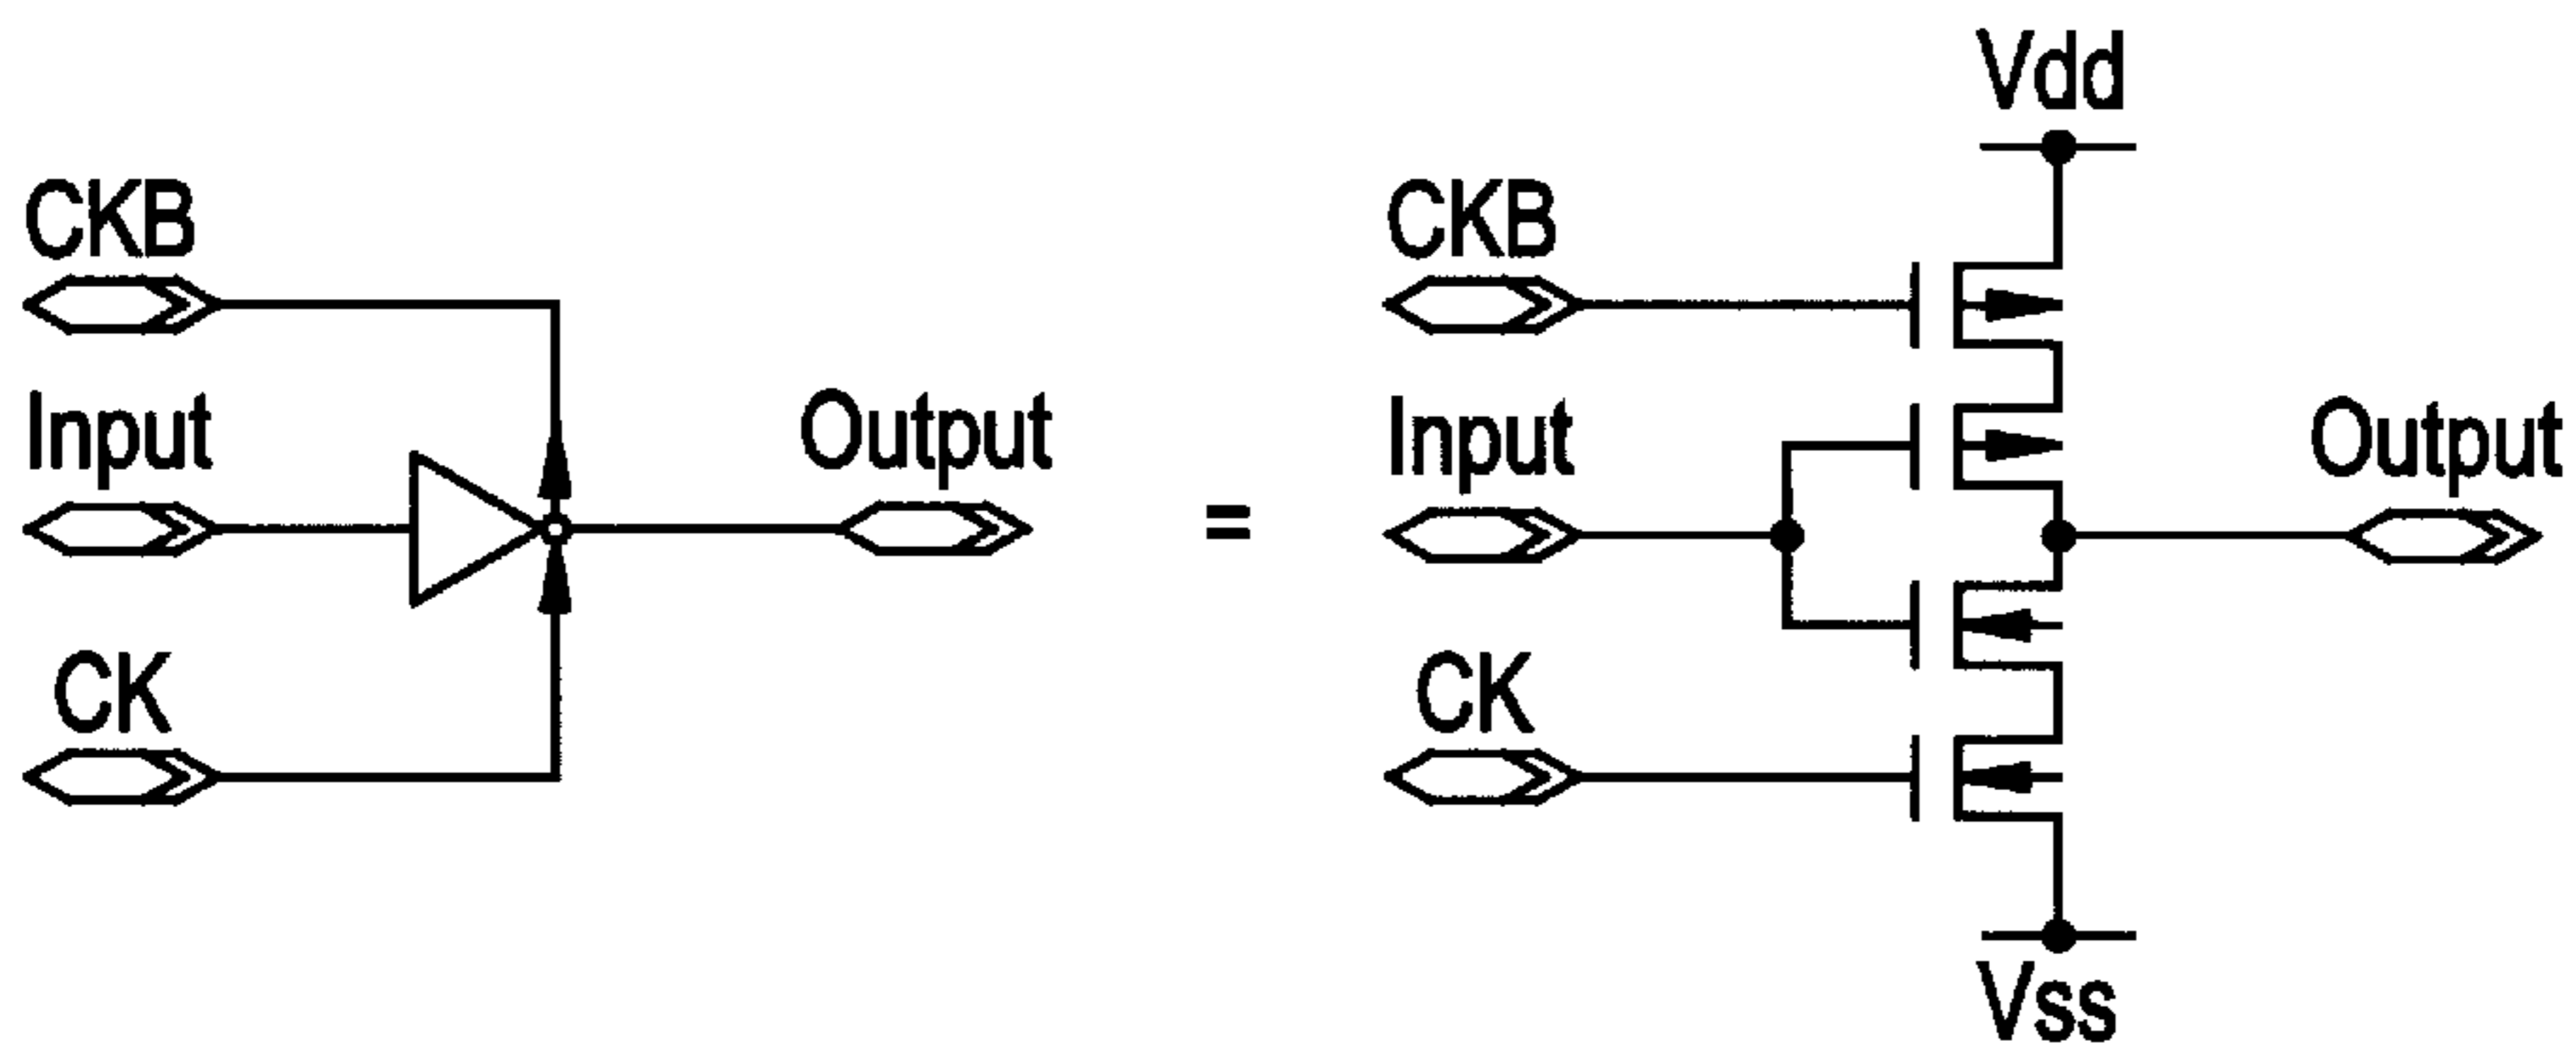 CKB
Input
Output
CK
=
Vdd
CKB
Input
Output
CK
Vss